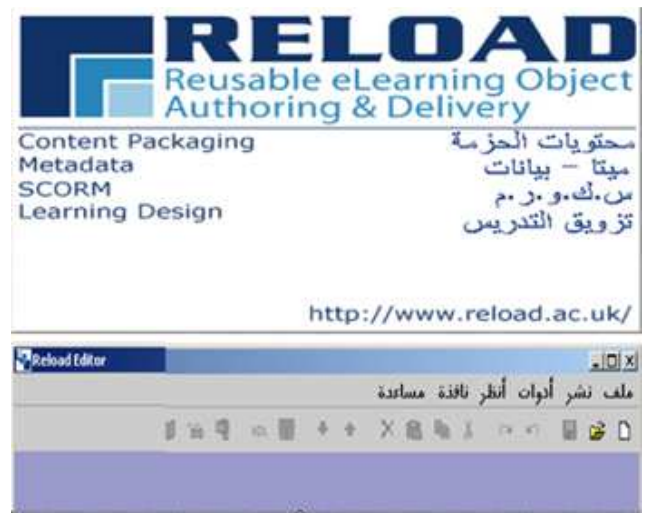 RELOAD
Reusable eLearning Object
Authoring & Delivery
Content Packaging
Metadata
SCORM
Learning Design
محتويات الحزمة
ميتا – بيانات
س.ك.و.ر.م
تزويق التدريس
http://www.reload.ac.uk/
Reload Editor
ملف نشر أدوات أنظر نافذة مساعدة